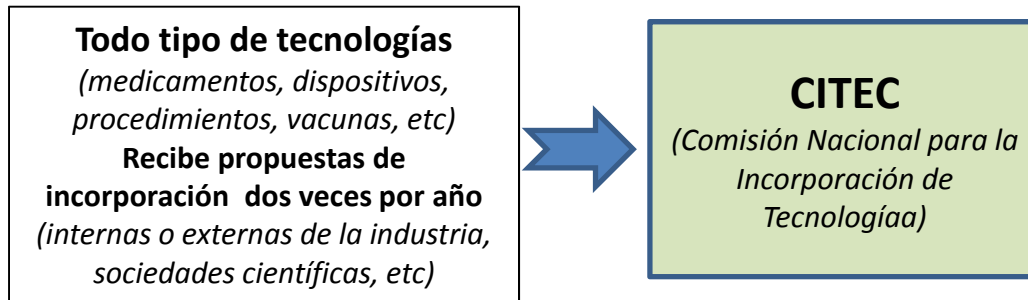 Todo tipo de tecnologías
(medicamentos, dispositivos,
procedimientos, vacunas, etc)
Recibe propuestas de
incorporación dos veces por año
(internas o externas de la industria,
sociedades científicas, etc)
CITEC
(Comisión Nacional para la
Incorporación de
Tecnologíaa)